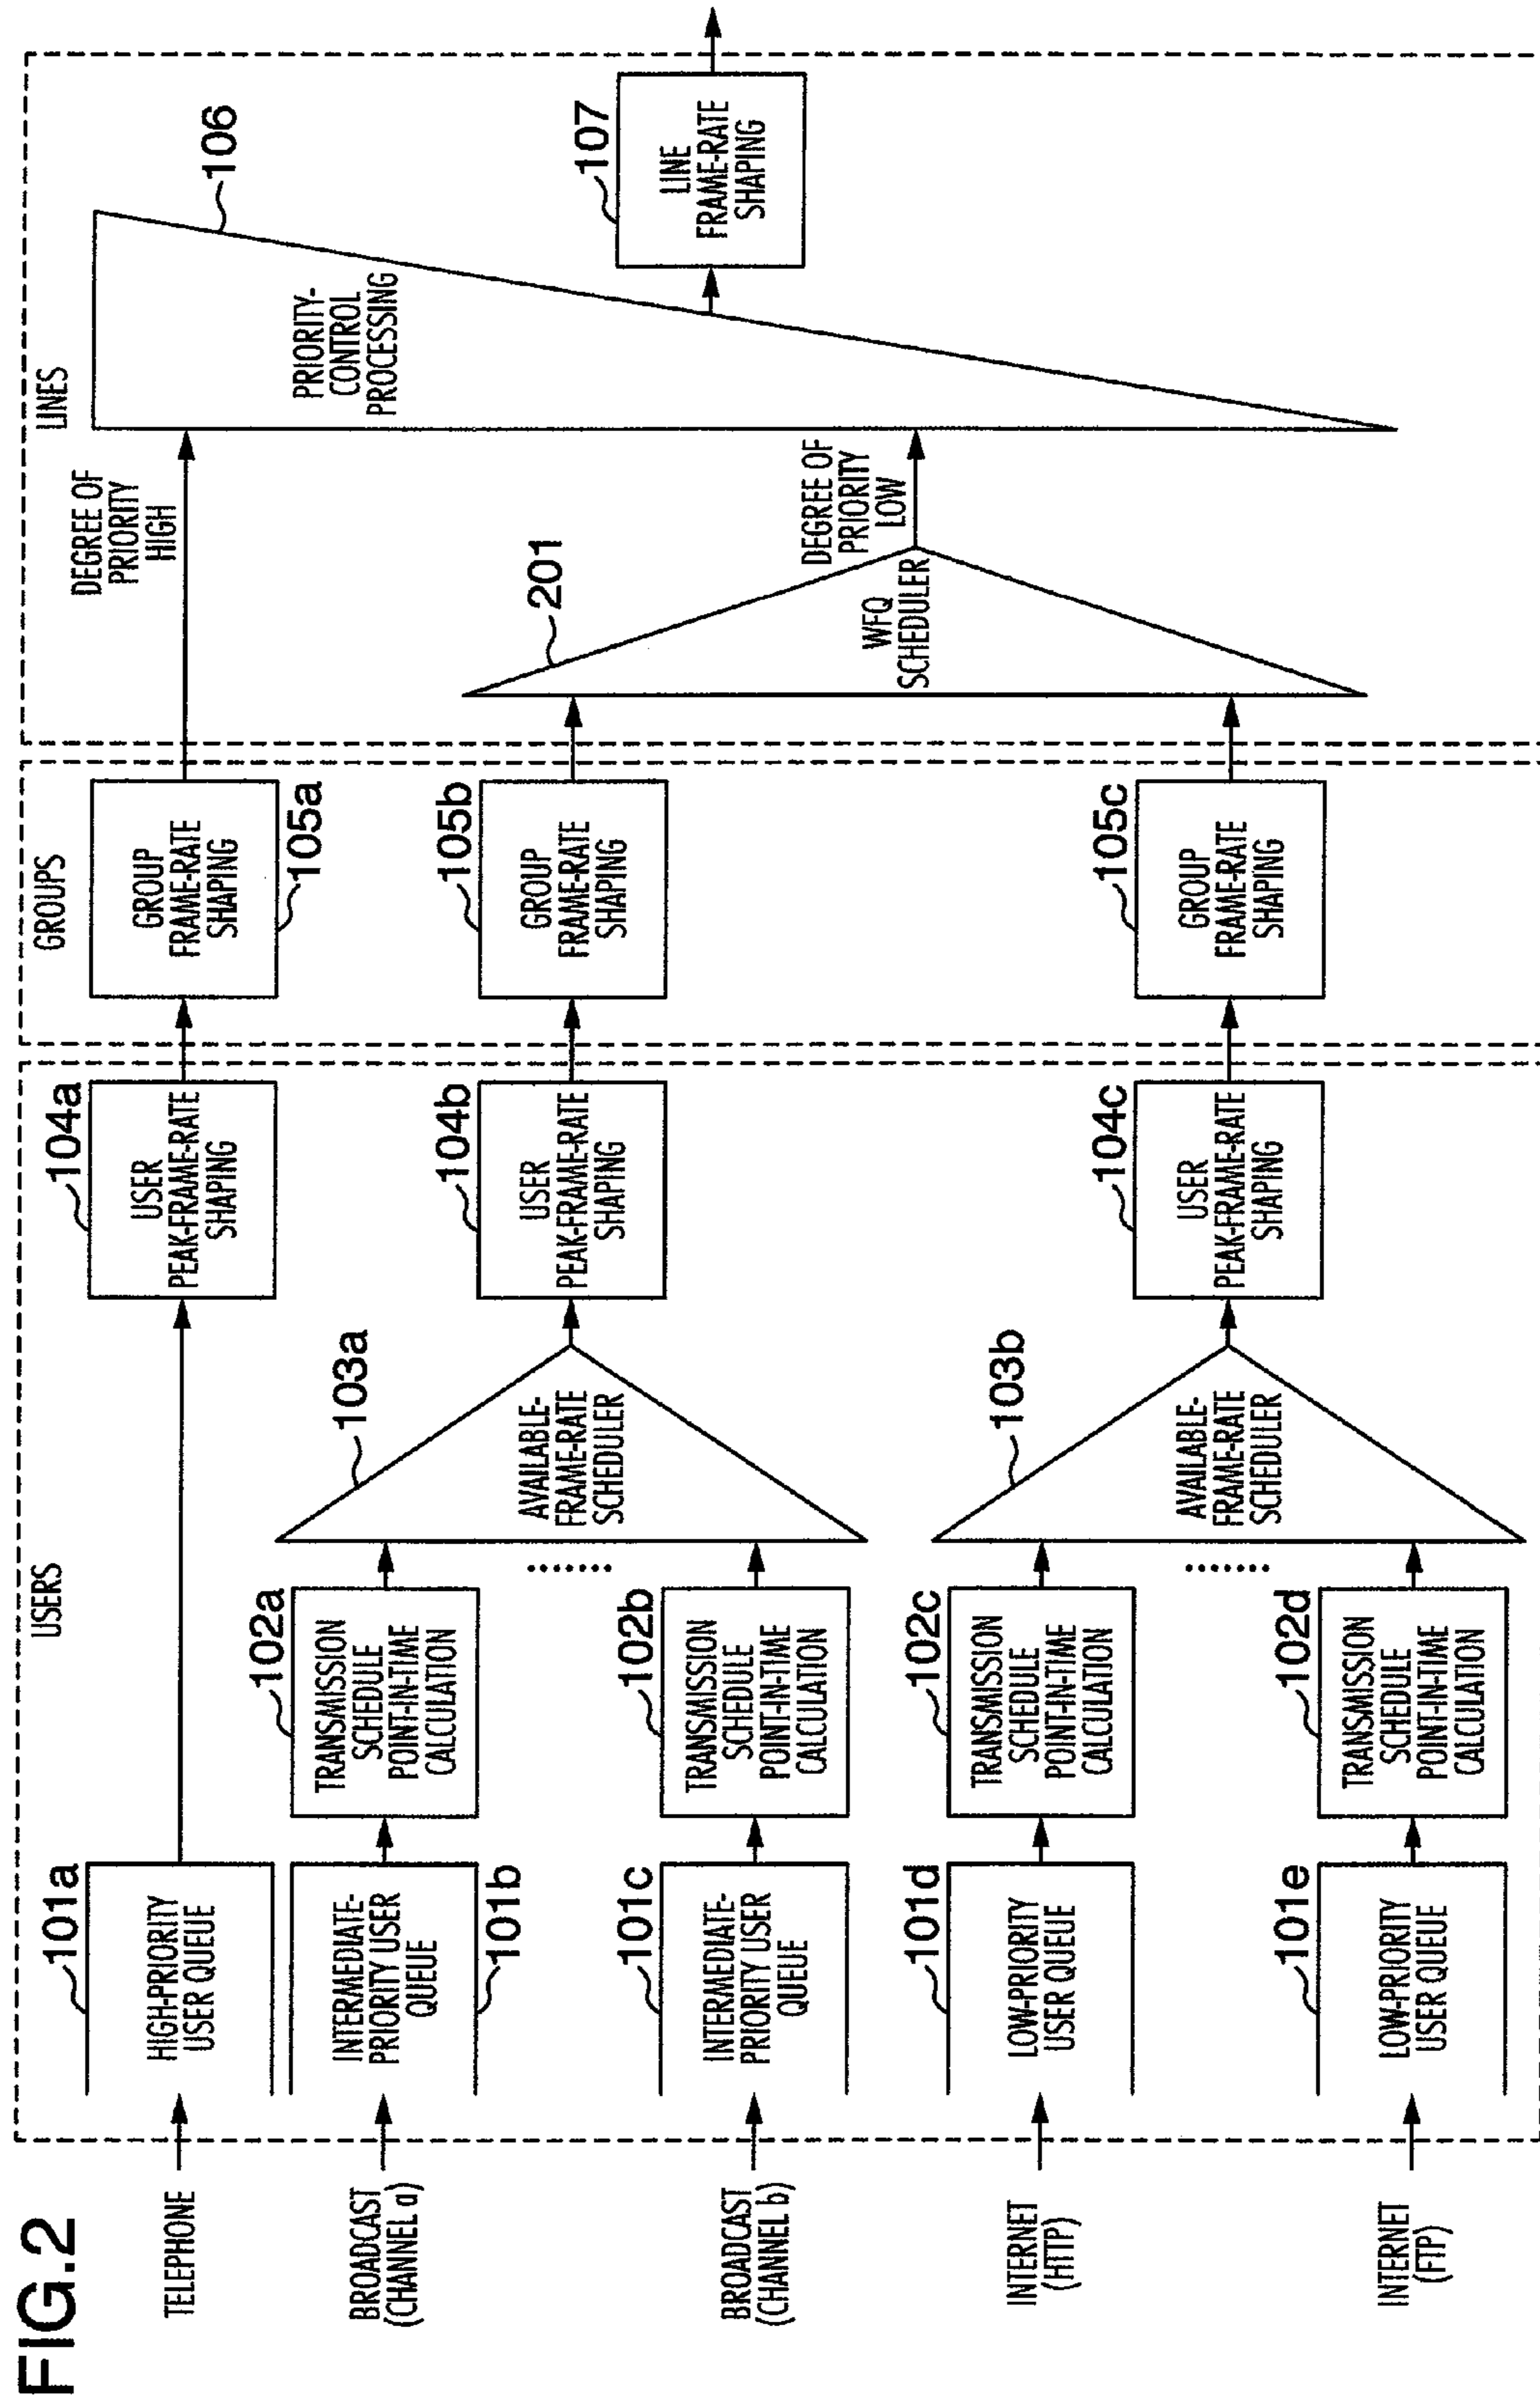 FIG.2
USERS
GROUPS
LINES
TELEPHONE
101a
HIGH-PRIORITY
USER QUEUE
104a
USER
PEAK-FRAME-RATE
SHAPING
GROUP
FRAME-RATE
SHAPING
105a
DEGREE OF
PRIORITY
HIGH
PRIORITY-
CONTROL
PROCESSING
106
BROADCAST
(CHANNEL a)
INTERMEDIATE-
PRIORITY USER
QUEUE
101b
102a
TRANSMISSION
SCHEDULE
POINT-IN-TIME
CALCULATION
103a
AVAILABLE-
FRAME-RATE
SCHEDULER
104b
USER
PEAK-FRAME-RATE
SHAPING
105b
GROUP
FRAME-RATE
SHAPING
201
WFQ
SCHEDULER
DEGREE OF
PRIORITY
LOW
107
LINE
FRAME-RATE
SHAPING
BROADCAST
(CHANNEL b)
101c
INTERMEDIATE-
PRIORITY USER
QUEUE
102b
TRANSMISSION
SCHEDULE
POINT-IN-TIME
CALCULATION
INTERNET
(HTTP)
101d
LOW-PRIORITY
USER QUEUE
102c
TRANSMISSION
SCHEDULE
POINT-IN-TIME
CALCULATION
103b
AVAILABLE-
FRAME-RATE
SCHEDULER
104c
USER
PEAK-FRAME-RATE
SHAPING
105c
GROUP
FRAME-RATE
SHAPING
INTERNET
(FTP)
101e
LOW-PRIORITY
USER QUEUE
102d
TRANSMISSION
SCHEDULE
POINT-IN-TIME
CALCULATION